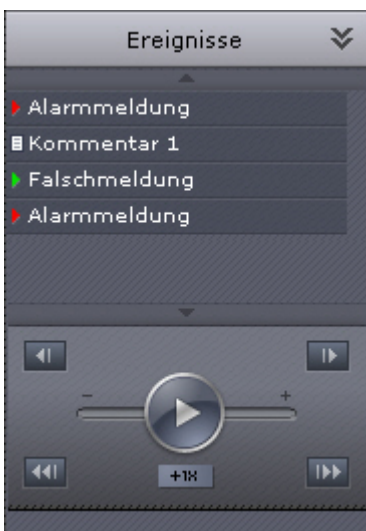 Ereignisse
Alarmmeldung
Kommentar 1
Falschmeldung
Alarmmeldung
- +
+1x